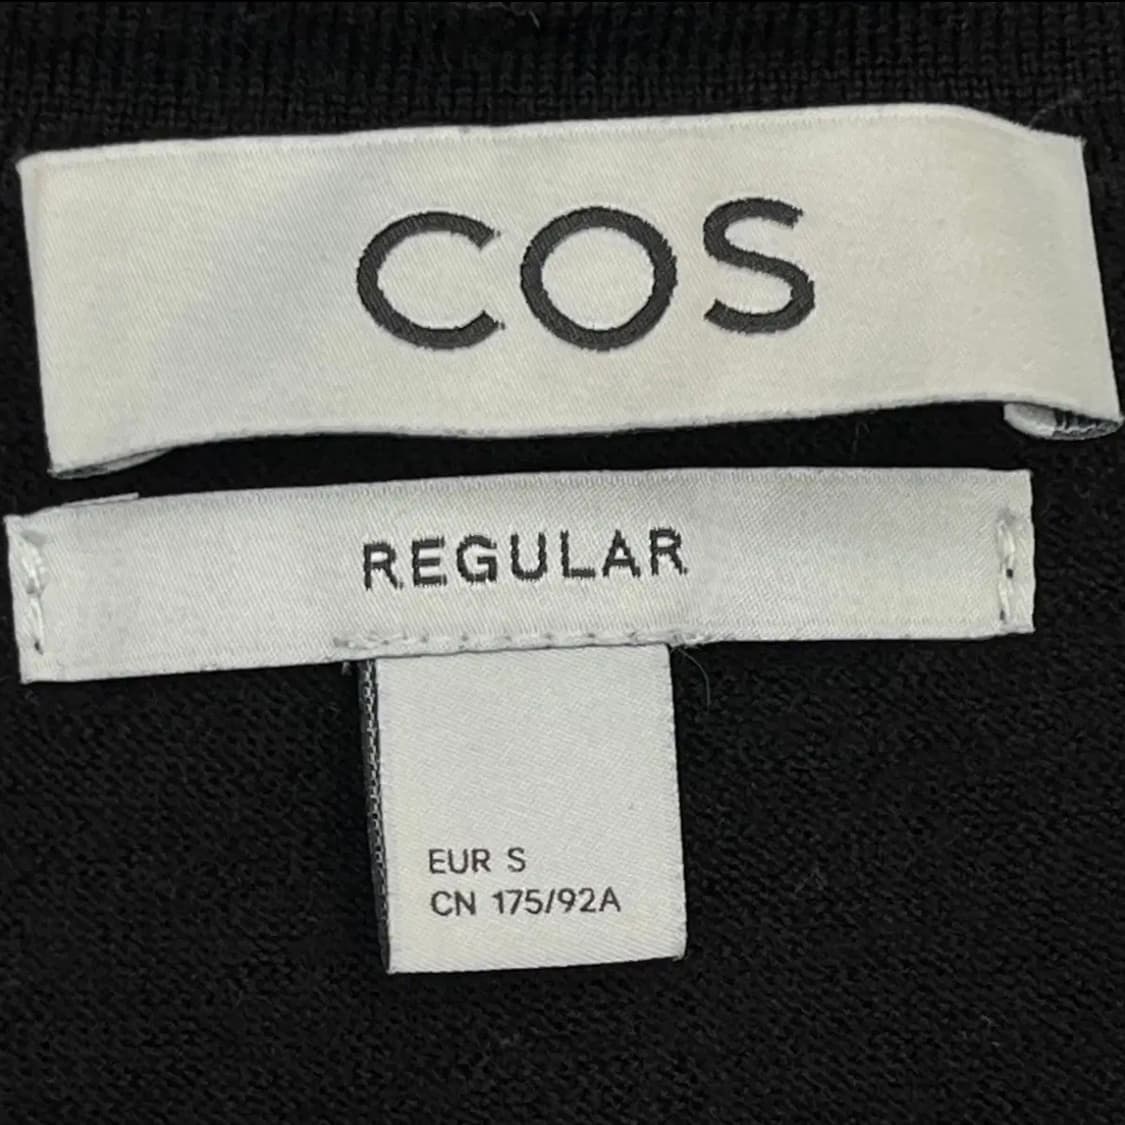 COS
REGULAR
EUR S
CN 175/92A